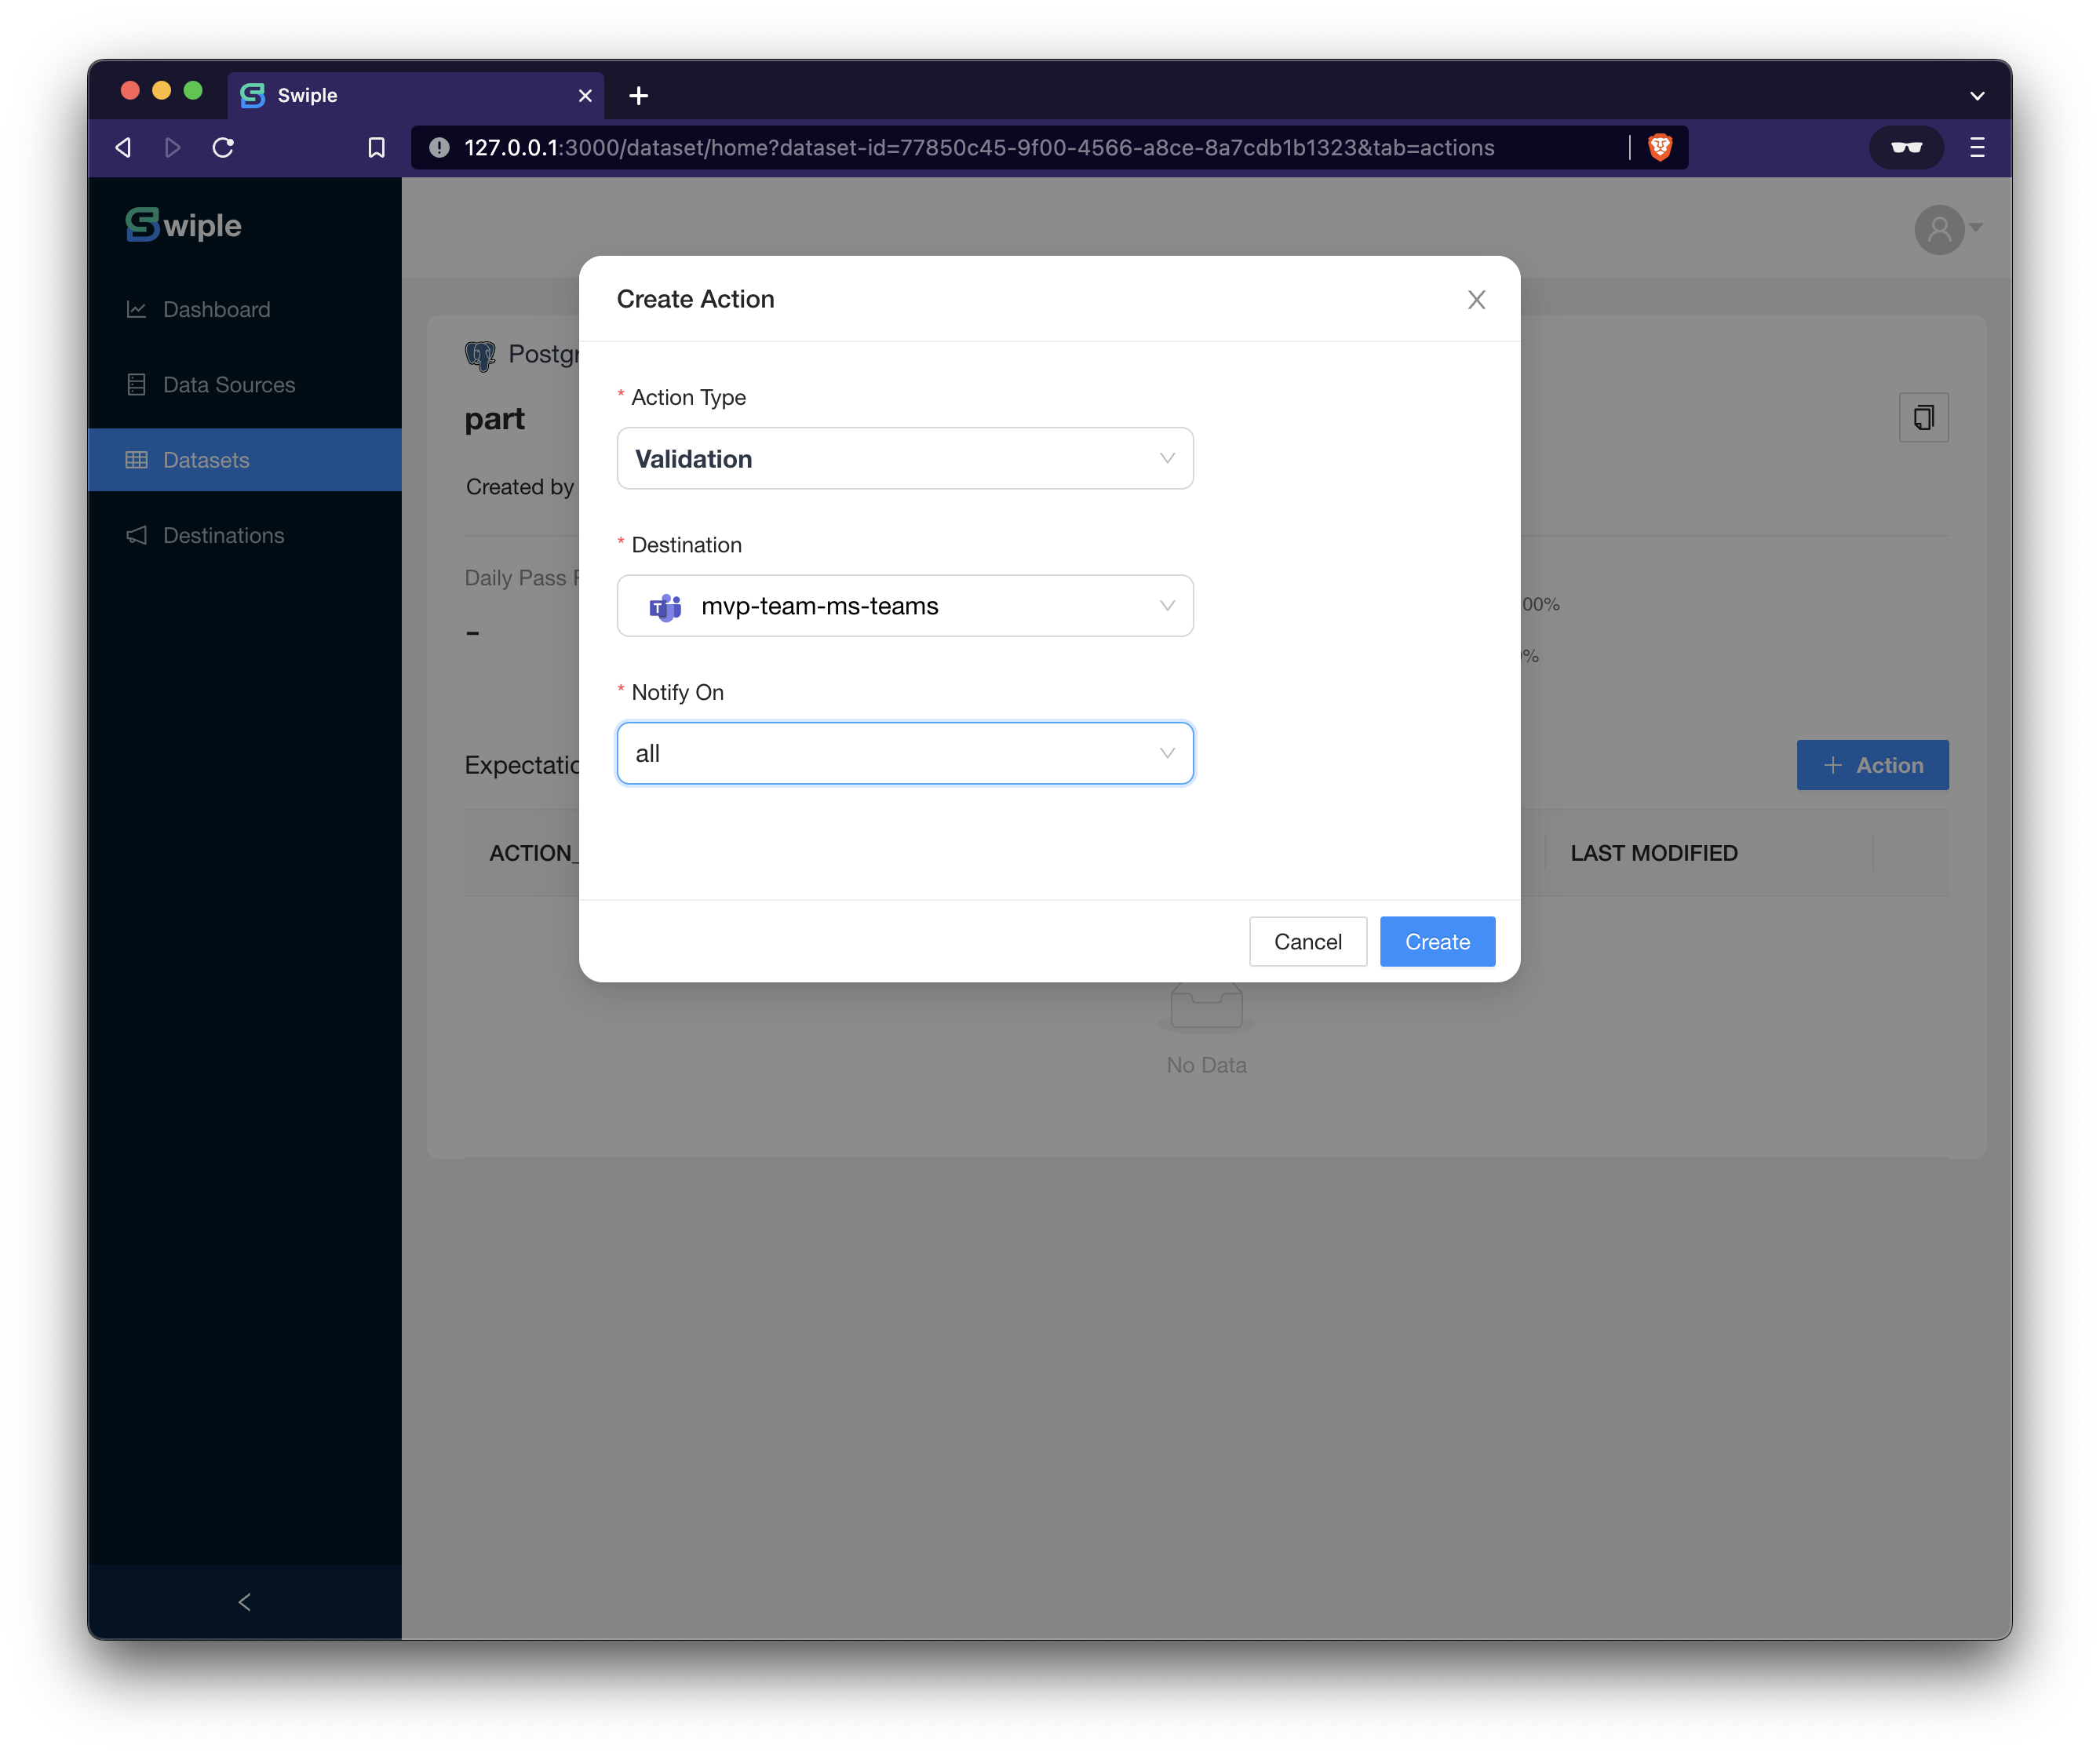 Swiple
127.0.0.1:3000/dataset/home?dataset-id=77850c45-9f00-4566-a8ce-8a7cdb1b1323&tab=actions
Swiple
Dashboard
Data Sources
Datasets
Destinations
Postgr
part
Created by
Daily Pass
-
00%
%
Expectatio
+ Action
ACTION_
LAST MODIFIED
No Data
Create Action
* Action Type
Validation
* Destination
mvp-team-ms-teams
* Notify On
all
Cancel
Create